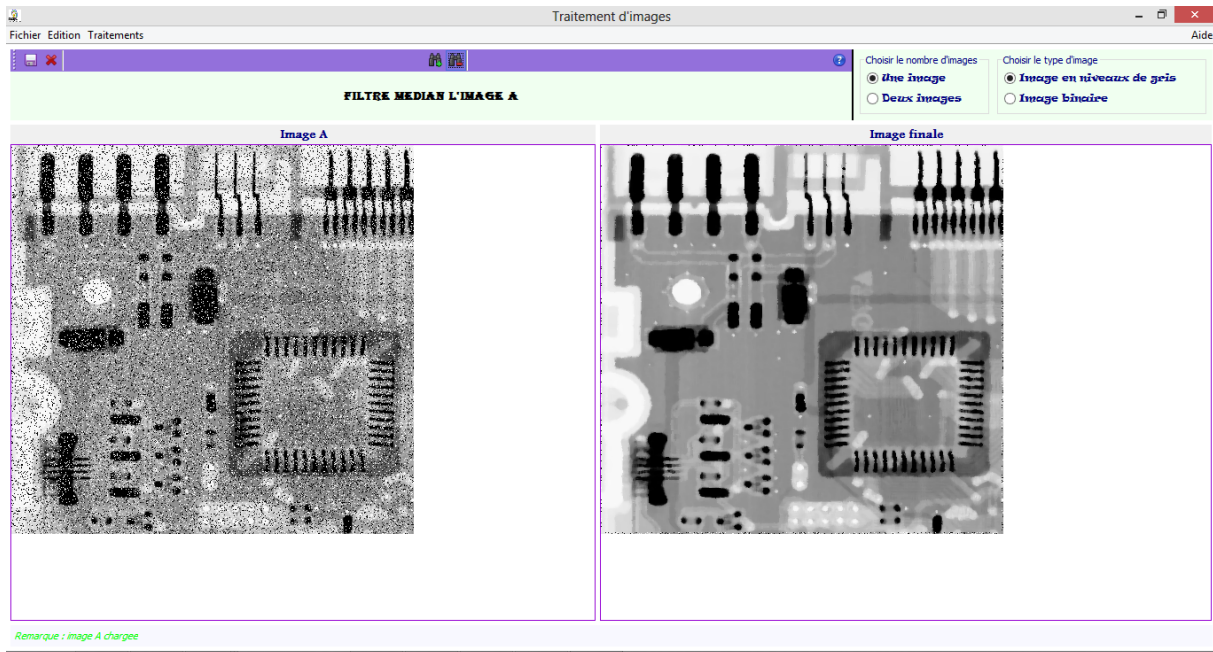 Traitement d'images
Fichier Edition Traitements Aide
Choisir le nombre d'images
Une image
Deux images
Choisir le type d'image
Image en niveaux de gris
Image binaire
FILTRE MEDIAN L'IMAGE A
Image A
Image finale
Remarque : image A chargee